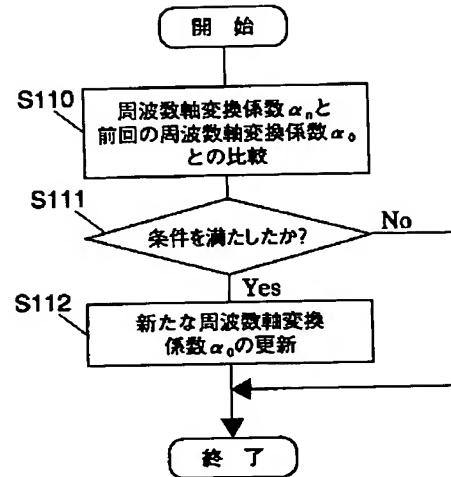 開　始
S110
周波数軸変換係数αnと
前回の周波数軸変換係数α0
との比較
S111
条件を満たしたか?
No
Yes
S112
新たな周波数軸変換
係数α0の更新
終　了